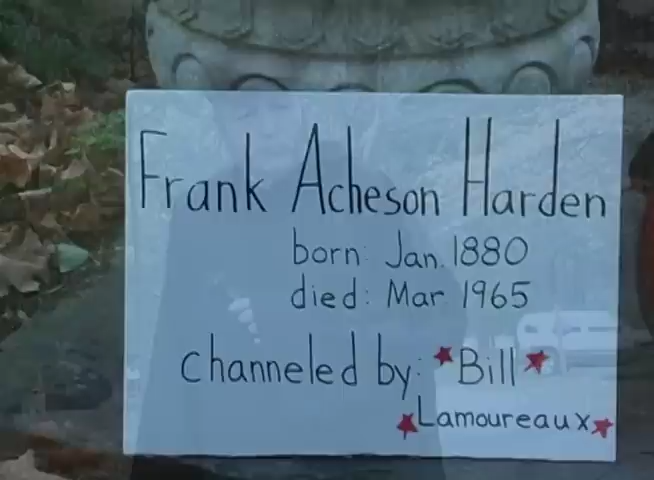 Frank Acheson Harden
born: Jan. 1880
died: Mar 1965
channeled by: *Bill*
*Lamoureaux*